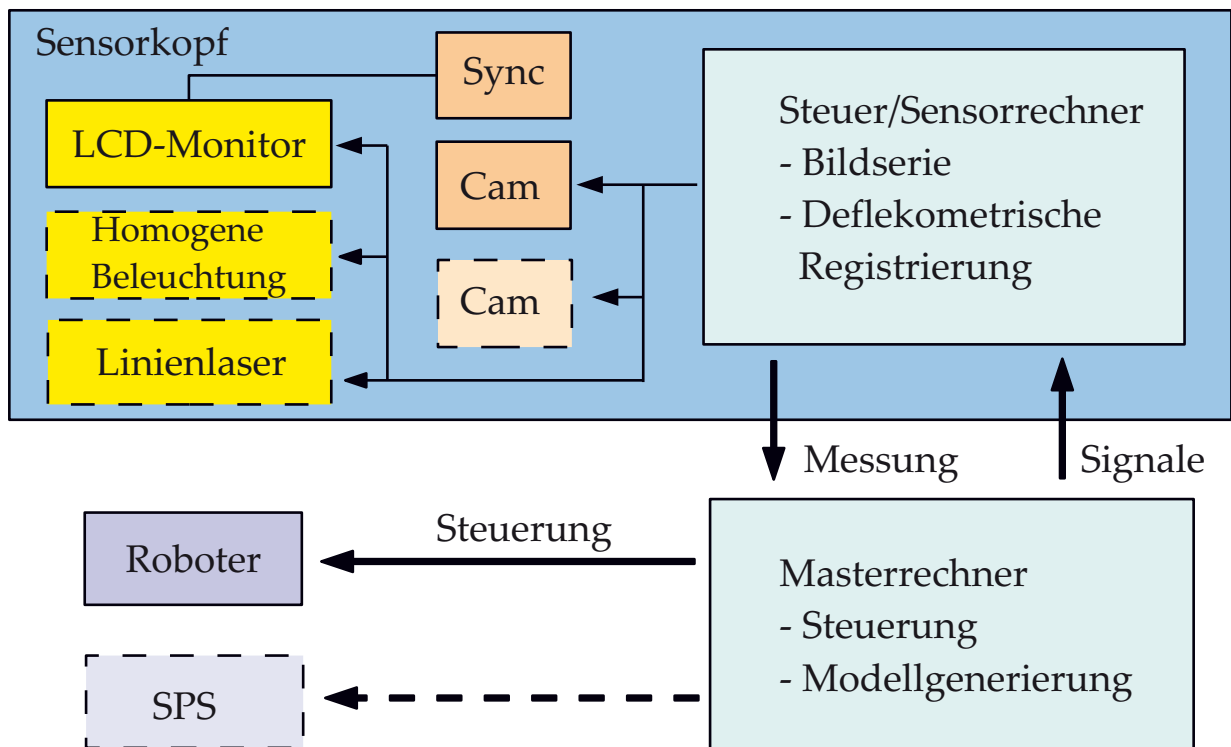 Sensorkopf
Sync
LCD-Monitor
Cam
Homogene
Beleuchtung
Cam
Linienlaser
Steuer/Sensorrechner
- Bildserie
- Deflekometrische
Registrierung
Messung
Signale
Steuerung
Roboter
SPS
Masterrechner
- Steuerung
- Modellgenerierung